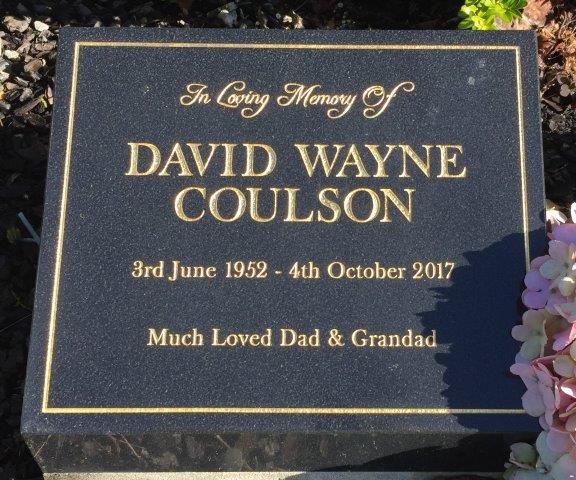 In Loving Memory Of
DAVID WAYNE
COULSON
3rd June 1952 - 4th October 2017
Much Loved Dad & Grandad